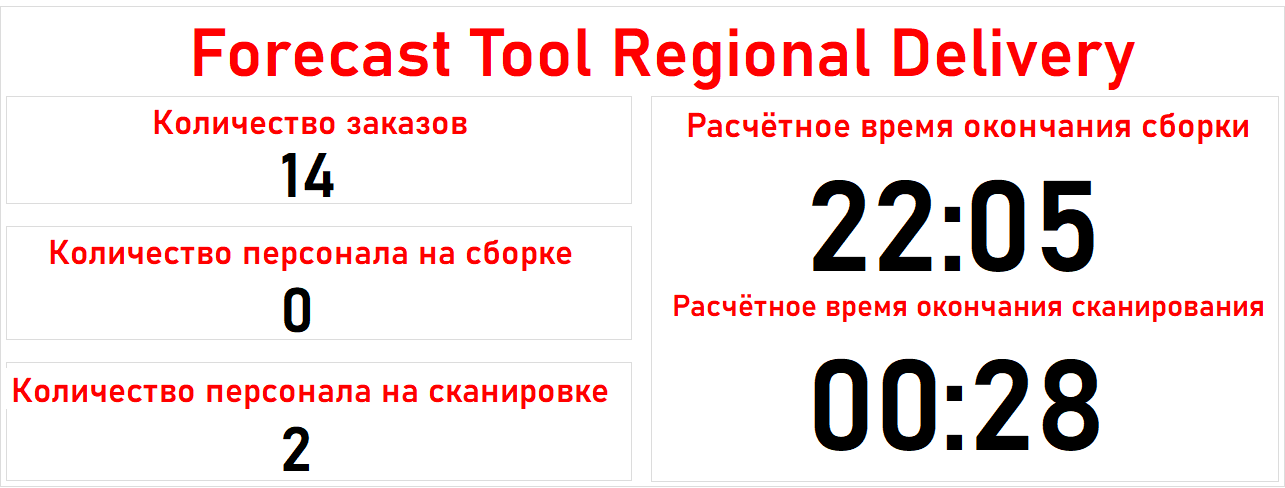 Forecast Tool Regional Delivery
Количество заказов
14
Количество персонала на сборке
0
Количество персонала на сканировке
2
Расчётное время окончания сборки
22:05
Расчётное время окончания сканирования
00:28